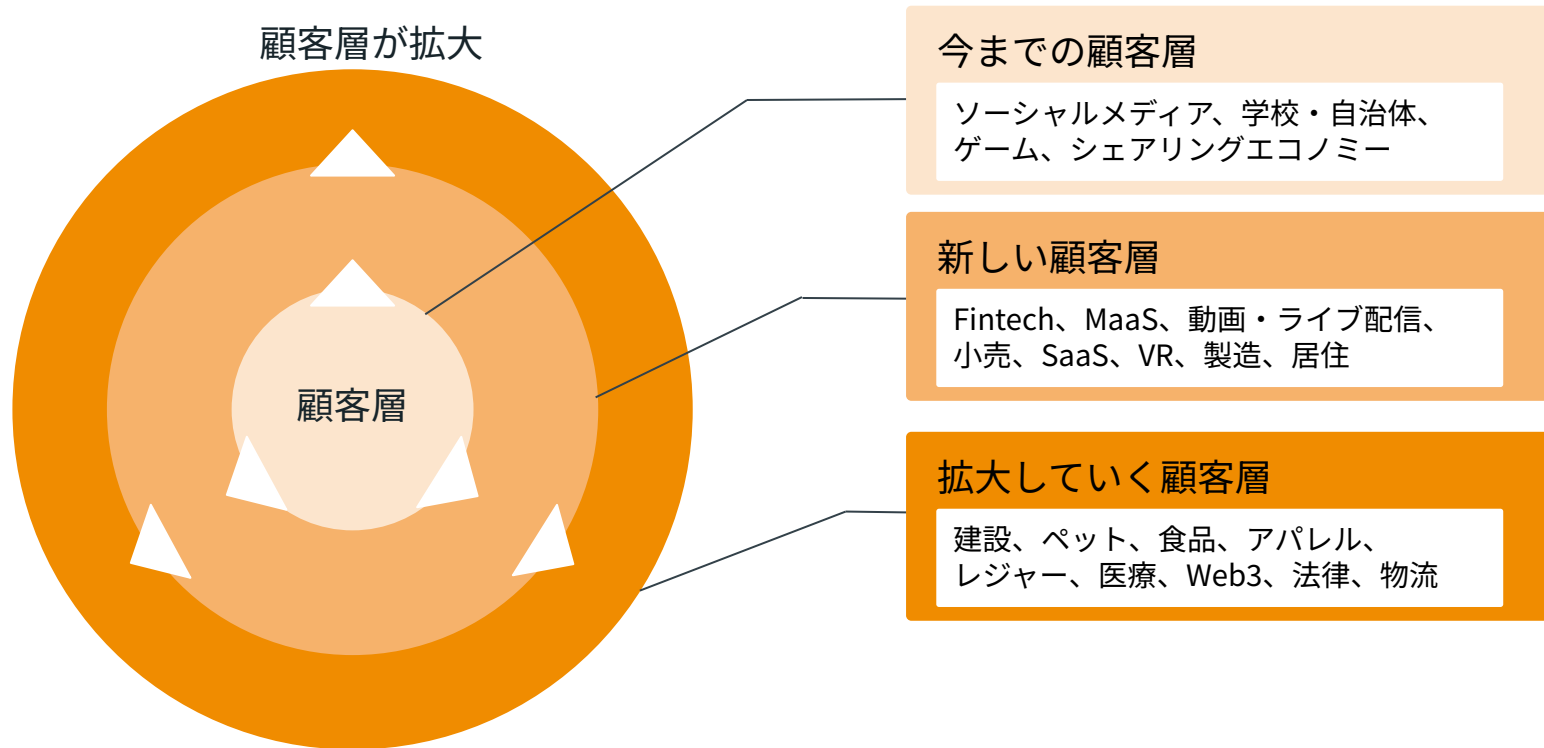 顧客層が拡大
顧客層
今までの顧客層
ソーシャルメディア、学校・自治体、
ゲーム、シェアリングエコノミー
新しい顧客層
Fintech、MaaS、動画・ライブ配信、
小売、SaaS、VR、製造、居住
拡大していく顧客層
建設、ペット、食品、アパレル、
レジャー、医療、Web3、法律、物流